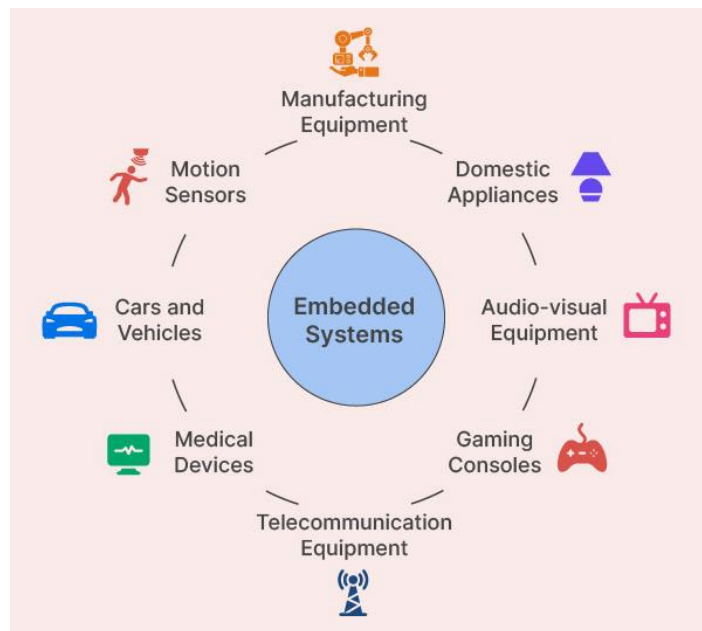 Manufacturing
Equipment
Motion
Sensors
Domestic
Appliances
Cars and
Vehicles
Embedded
Systems
Audio-visual
Equipment
Medical
Devices
Gaming
Consoles
Telecommunication
Equipment